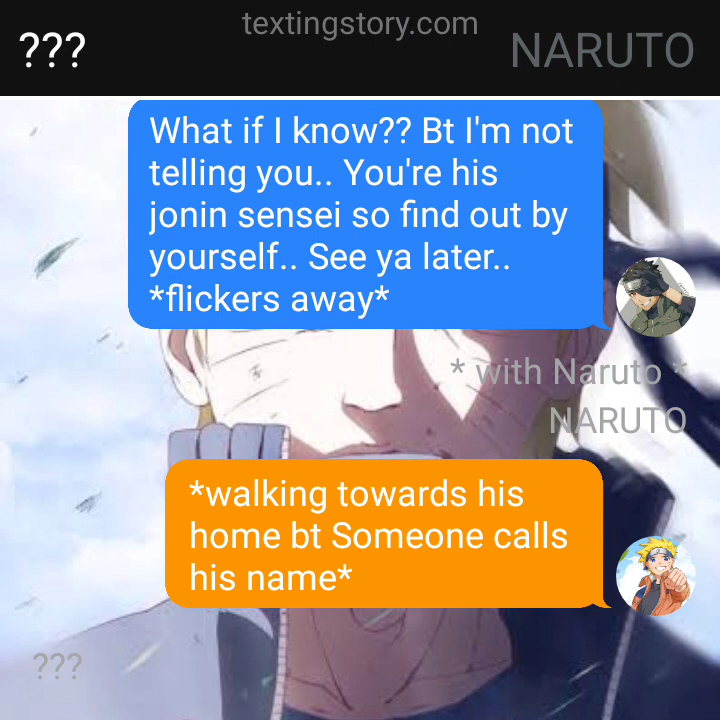 textingstory.com
???
NARUTO
What if I know?? Bt I'm not
telling you.. You're his
jonin sensei so find out by
yourself.. See ya later..
*flickers away*
* with Naruto *
NARUTO
*walking towards his
home bt Someone calls
his name*
???